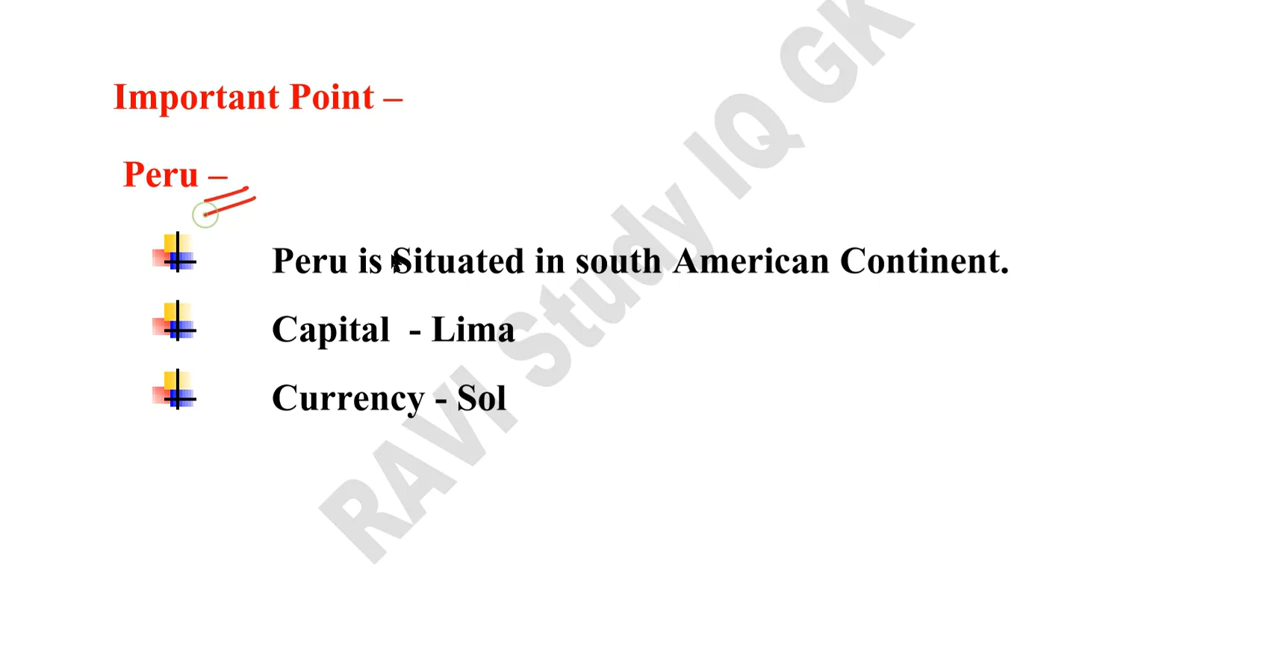 Important Point –
Peru –
Peru is Situated in south American Continent.
Capital - Lima
Currency - Sol
RAVI Study IQ GK